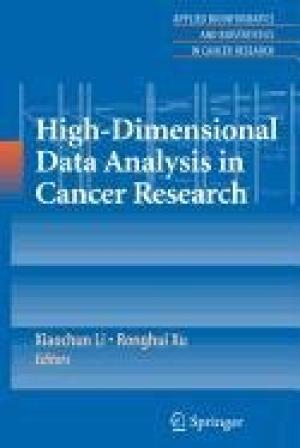 APPLIED BIOINFORMATICS
AND BIOSTATISTICS
IN CANCER RESEARCH
High-Dimensional
Data Analysis in
Cancer Research
Xiaochun Li • Ronghui Xu
Editors
Springer